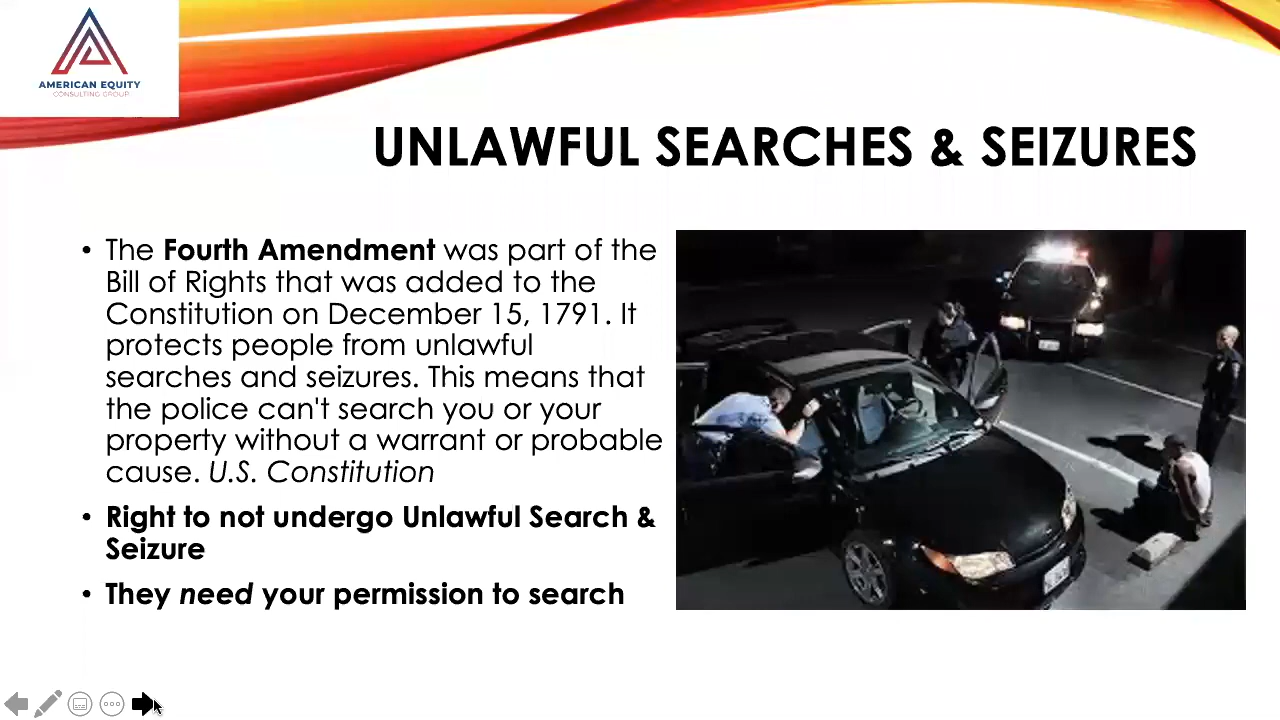 AMERICAN EQUITY
CONSULTING GROUP
UNLAWFUL SEARCHES & SEIZURES
• The Fourth Amendment was part of the
Bill of Rights that was added to the
Constitution on December 15, 1791. It
protects people from unlawful
searches and seizures. This means that
the police can't search you or your
property without a warrant or probable
cause. U.S. Constitution
• Right to not undergo Unlawful Search &
Seizure
• They need your permission to search